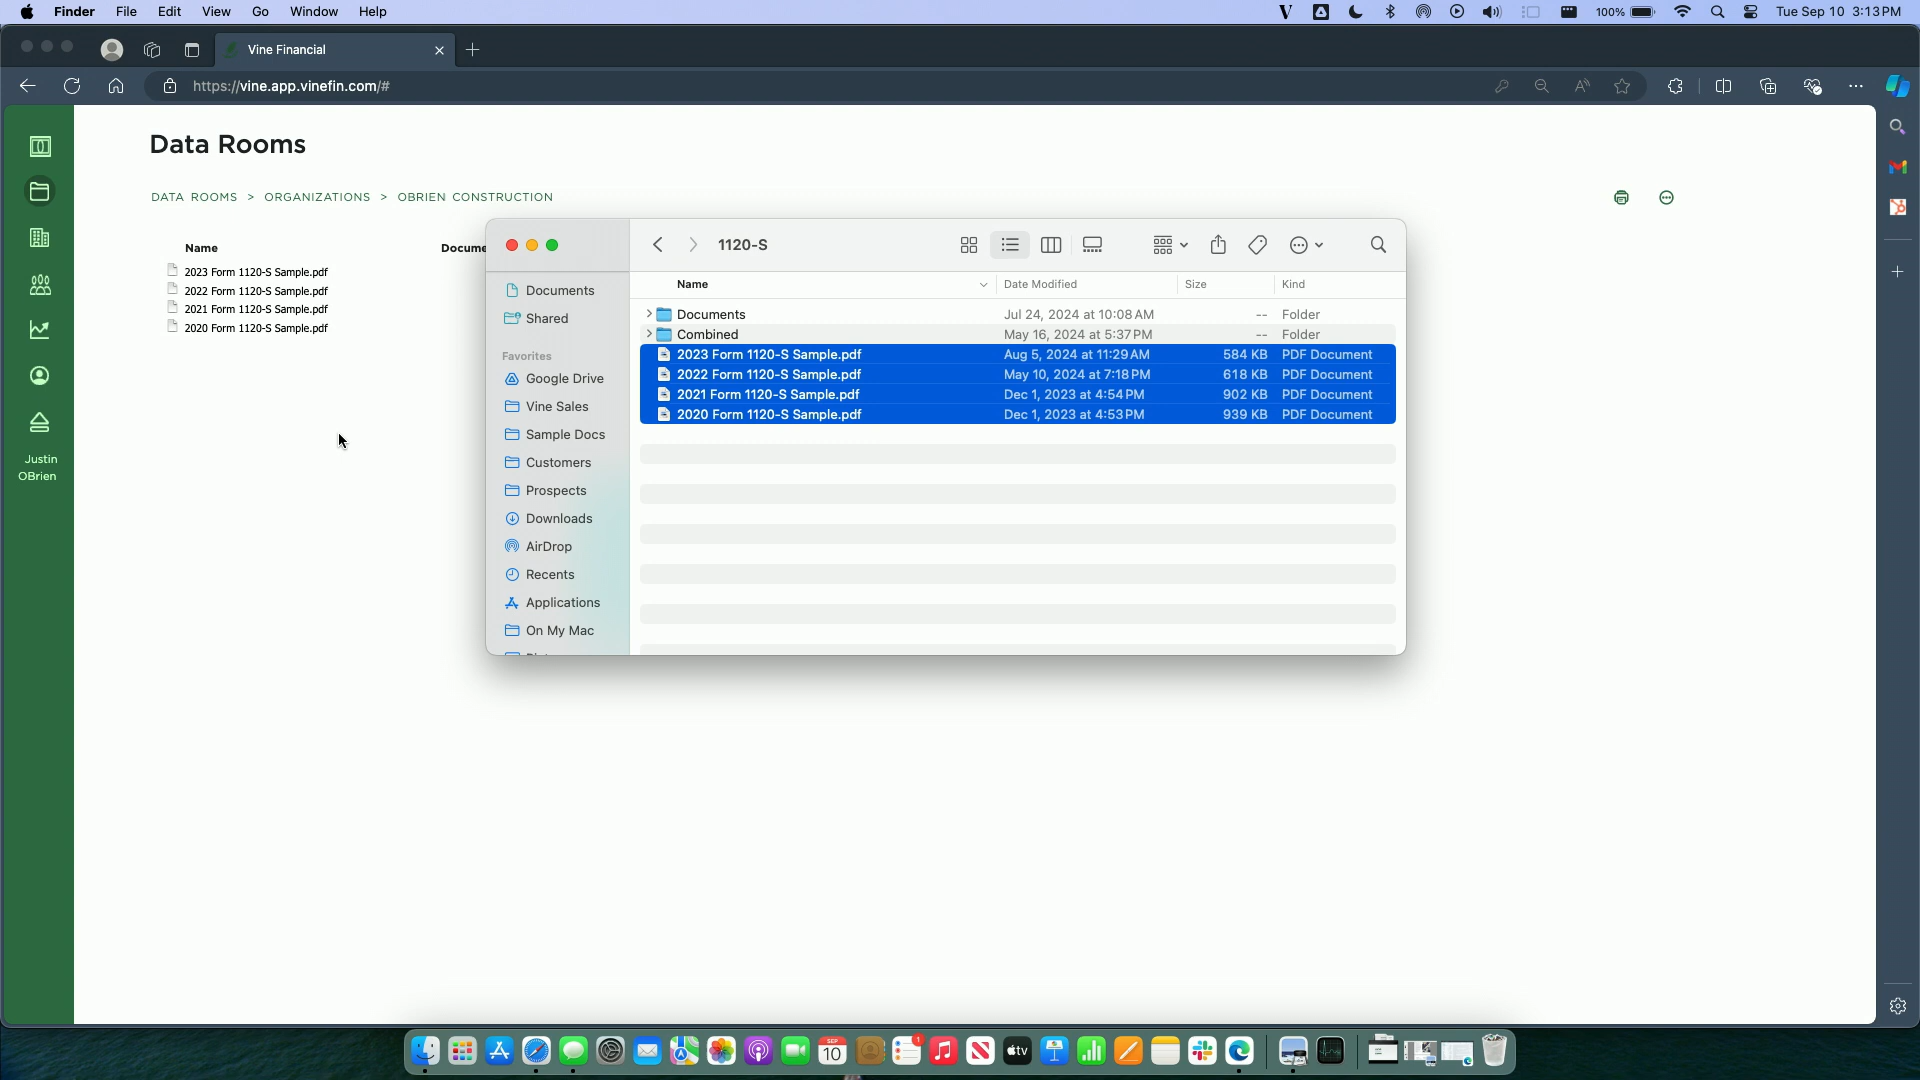 Finder File Edit View Go Window Help
100% Tue Sep 10 3:13 PM
Vine Financial
https://vine.app.vinefin.com/#
Data Rooms
DATA ROOMS > ORGANIZATIONS > OBRIEN CONSTRUCTION
Name Docume
2023 Form 1120-S Sample.pdf
2022 Form 1120-S Sample.pdf
2021 Form 1120-S Sample.pdf
2020 Form 1120-S Sample.pdf
Justin
OBrien
1120-S
Documents
Shared
Favorites
Google Drive
Vine Sales
Sample Docs
Customers
Prospects
Downloads
AirDrop
Recents
Applications
On My Mac
Name Date Modified Size Kind
Documents Jul 24, 2024 at 10:08 AM -- Folder
Combined May 16, 2024 at 5:37 PM -- Folder
2023 Form 1120-S Sample.pdf Aug 5, 2024 at 11:29 AM 584 KB PDF Document
2022 Form 1120-S Sample.pdf May 10, 2024 at 7:18 PM 618 KB PDF Document
2021 Form 1120-S Sample.pdf Dec 1, 2023 at 4:54 PM 902 KB PDF Document
2020 Form 1120-S Sample.pdf Dec 1, 2023 at 4:53 PM 939 KB PDF Document
SEP
10
1
tv